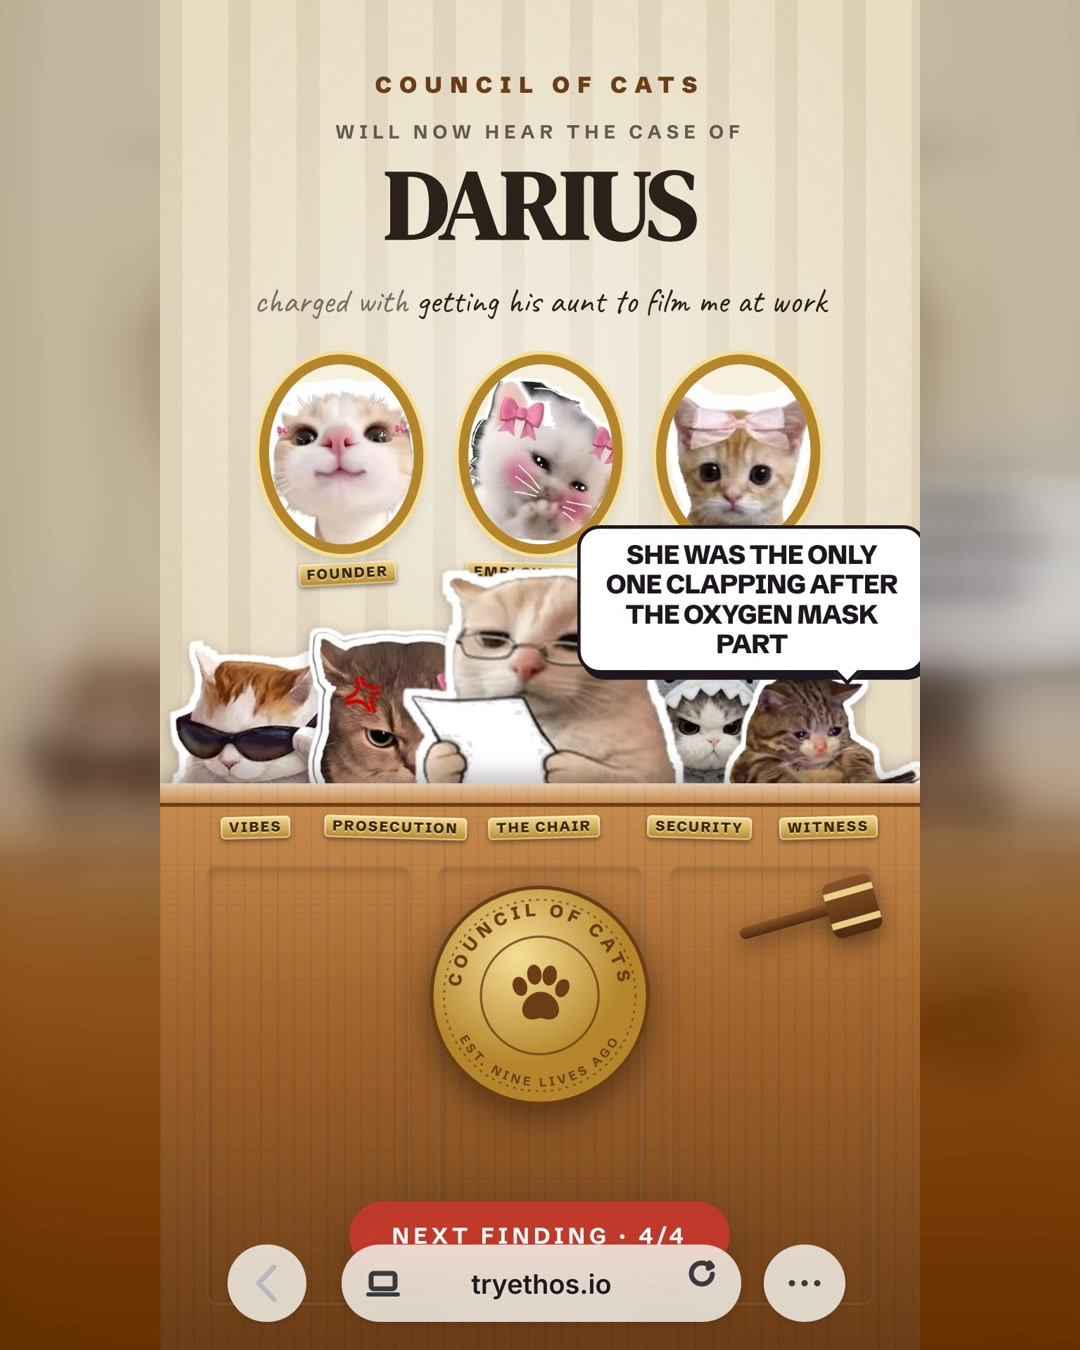 COUNCIL OF CATS
WILL NOW HEAR THE CASE OF
DARIUS
charged with getting his aunt to film me at work
FOUNDER
SHE WAS THE ONLY
ONE CLAPPING AFTER
THE OXYGEN MASK
PART
VIBES
PROSECUTION
THE CHAIR
SECURITY
WITNESS
COUNCIL OF CATS
EST. NINE LIVES AGO
NEXT FINDING · 4/4
tryethos.io